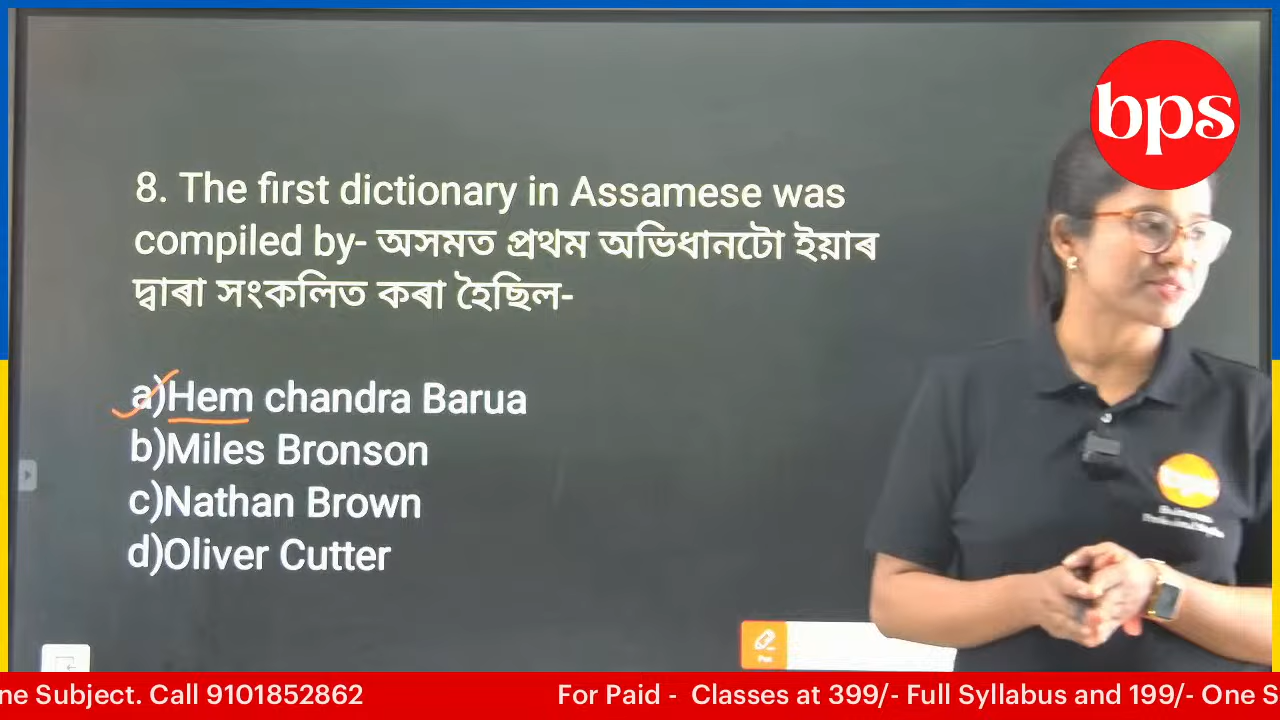 bps
8. The first dictionary in Assamese was
compiled by- অসমত প্ৰথম অভিধানটো ইয়াৰ
দ্বাৰা সংকলিত কৰা হৈছিল-
a)Hem chandra Barua
b)Miles Bronson
c)Nathan Brown
d)Oliver Cutter
bps
Pen
ne Subject. Call 9101852862 For Paid - Classes at 399/- Full Syllabus and 199/- One S